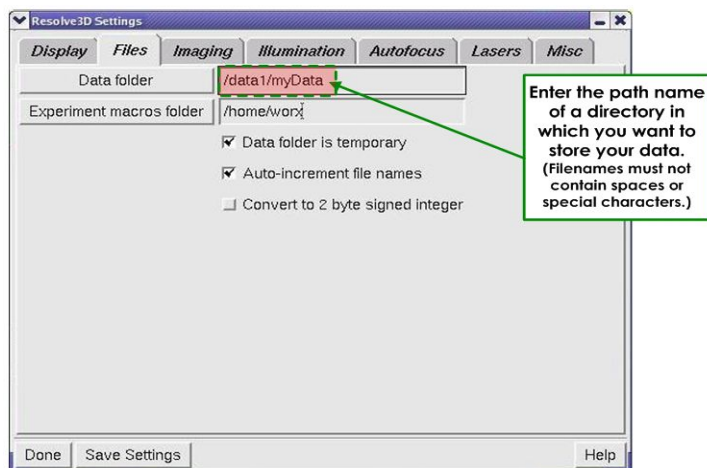 Resolve3D Settings
Display Files Imaging Illumination Autofocus Lasers Misc
Data folder /data1/myData
Experiment macros folder /home/worx
Data folder is temporary
Auto-increment file names
Convert to 2 byte signed integer
Enter the path name
of a directory in
which you want to
store your data.
(Filenames must not
contain spaces or
special characters.)
Done Save Settings Help